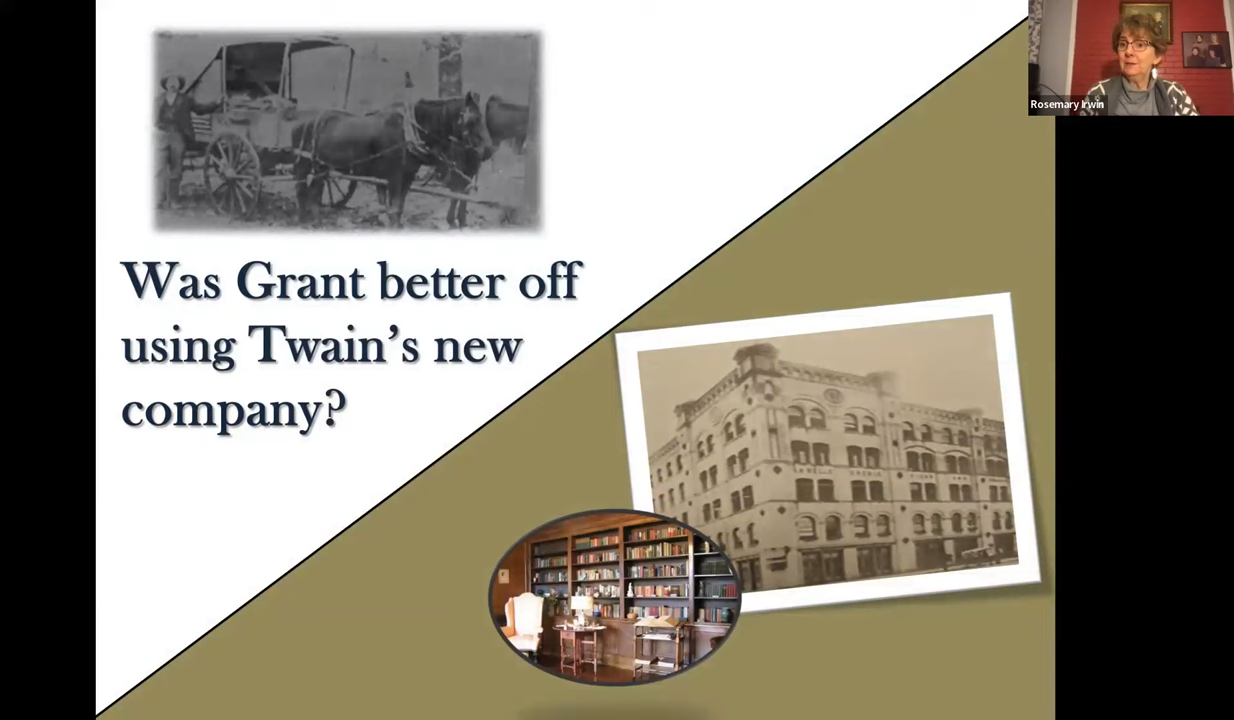 Was Grant better off
using Twain's new
company?
Rosemary Irwin